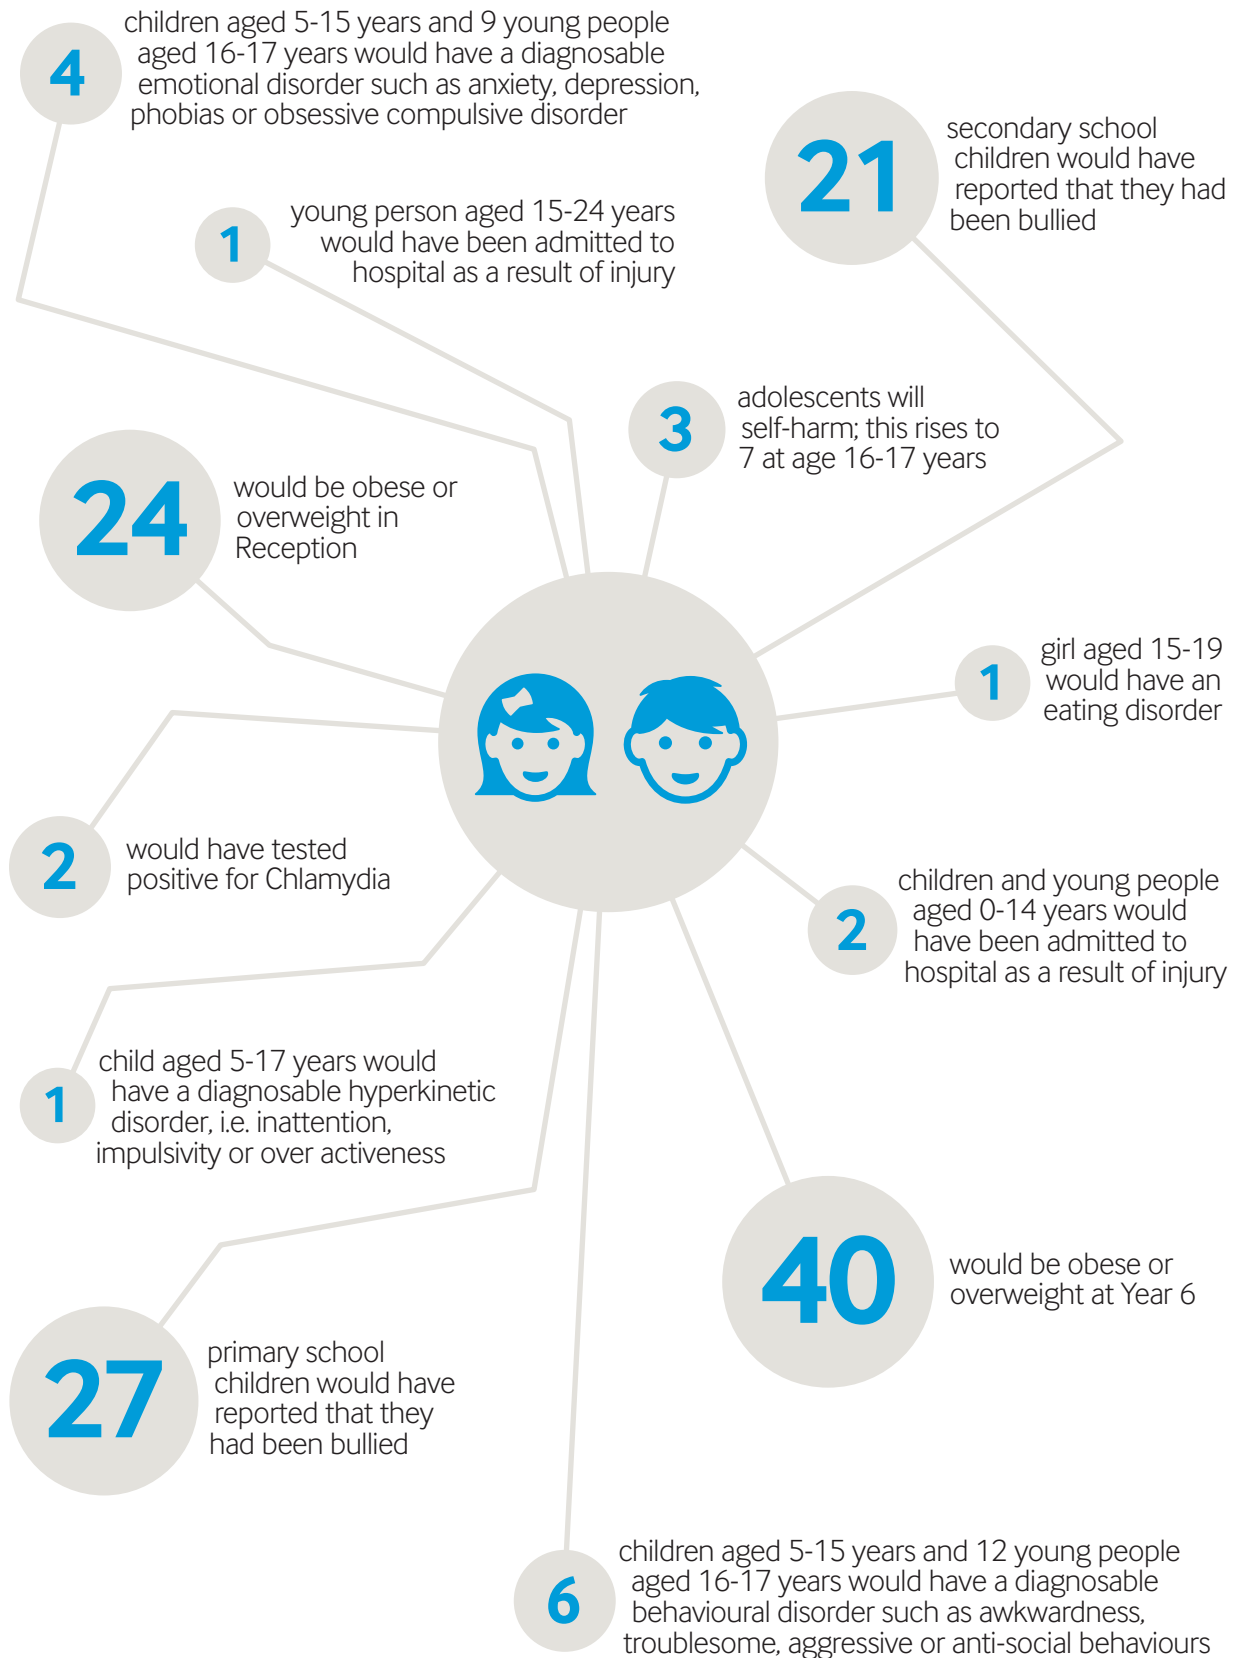 4
children aged 5-15 years and 9 young people
aged 16-17 years would have a diagnosable
emotional disorder such as anxiety, depression,
phobias or obsessive compulsive disorder
21
secondary school
children would have
reported that they had
been bullied
1
young person aged 15-24 years
would have been admitted to
hospital as a result of injury
3
adolescents will
self-harm; this rises to
7 at age 16-17 years
24
would be obese or
overweight in
Reception
1
girl aged 15-19
would have an
eating disorder
2
would have tested
positive for Chlamydia
2
children and young people
aged 0-14 years would
have been admitted to
hospital as a result of injury
1
child aged 5-17 years would
have a diagnosable hyperkinetic
disorder, i.e. inattention,
impulsivity or over activeness
40
would be obese or
overweight at Year 6
27
primary school
children would have
reported that they
had been bullied
6
children aged 5-15 years and 12 young people
aged 16-17 years would have a diagnosable
behavioural disorder such as awkwardness,
troublesome, aggressive or anti-social behaviours